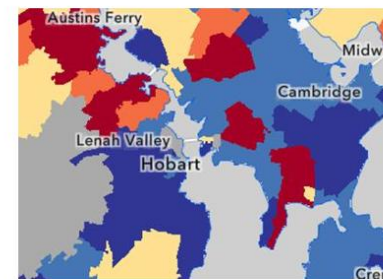 Austins Ferry
Midw
Cambridge
Lenah Valley
Hobart
Cre